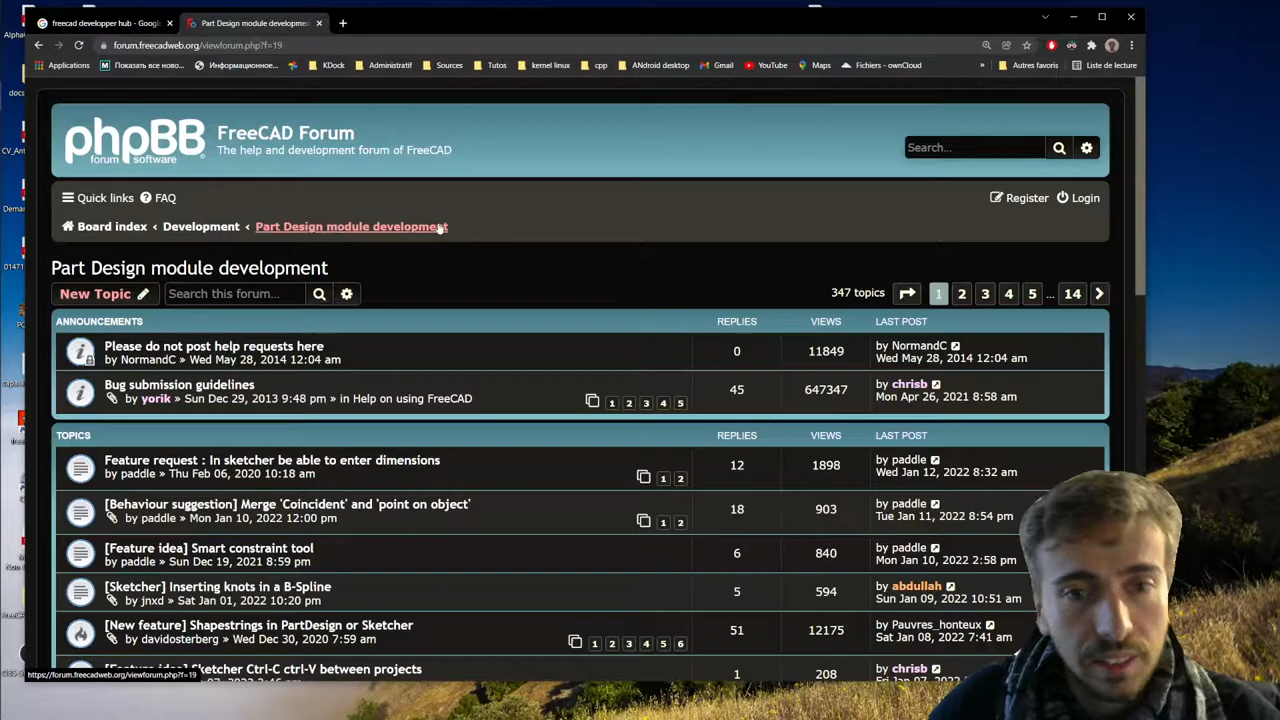 freecad developper hub - Google
Part Design module developme
forum.freecadweb.org/viewforum.php?f=19
Applications
Показать все ново...
Информационное...
KDock
Administratif
Sources
Tutos
kernel linux
cpp
ANdroid desktop
Gmail
YouTube
Maps
Fichiers - ownCloud
»
Autres favoris
Liste de lecture
phpBB
forum software
FreeCAD Forum
The help and development forum of FreeCAD
Search...
Quick links
FAQ
Register
Login
Board index ‹ Development ‹ Part Design module development
Part Design module development
New Topic
Search this forum...
347 topics
1 2 3 4 5 ... 14
ANNOUNCEMENTS REPLIES VIEWS LAST POST
Please do not post help requests here
by NormandC » Wed May 28, 2014 12:04 am
0
11849
by NormandC
Wed May 28, 2014 12:04 am
Bug submission guidelines
by yorik » Sun Dec 29, 2013 9:48 pm » in Help on using FreeCAD
1 2 3 4 5
45
647347
by chrisb
Mon Apr 26, 2021 8:58 am
TOPICS REPLIES VIEWS LAST POST
Feature request : In sketcher be able to enter dimensions
by paddle » Thu Feb 06, 2020 10:18 am
1 2
12
1898
by paddle
Wed Jan 12, 2022 8:32 am
[Behaviour suggestion] Merge 'Coincident' and 'point on object'
by paddle » Mon Jan 10, 2022 12:00 pm
1 2
18
903
by paddle
Tue Jan 11, 2022 8:54 pm
[Feature idea] Smart constraint tool
by paddle » Sun Dec 19, 2021 8:59 pm
6
840
by paddle
Mon Jan 10, 2022 2:58 pm
[Sketcher] Inserting knots in a B-Spline
by jnxd » Sat Jan 01, 2022 10:20 pm
5
594
by abdullah
Sun Jan 09, 2022 10:51 am
[New feature] Shapestrings in PartDesign or Sketcher
by davidosterberg » Wed Dec 30, 2020 7:59 am
1 2 3 4 5 6
51
12175
by Pauvres_honteux
Sat Jan 08, 2022 7:41 am
[Feature idea] Sketcher Ctrl-C ctrl-V between projects
1
208
by chrisb
https://forum.freecadweb.org/viewforum.php?f=19